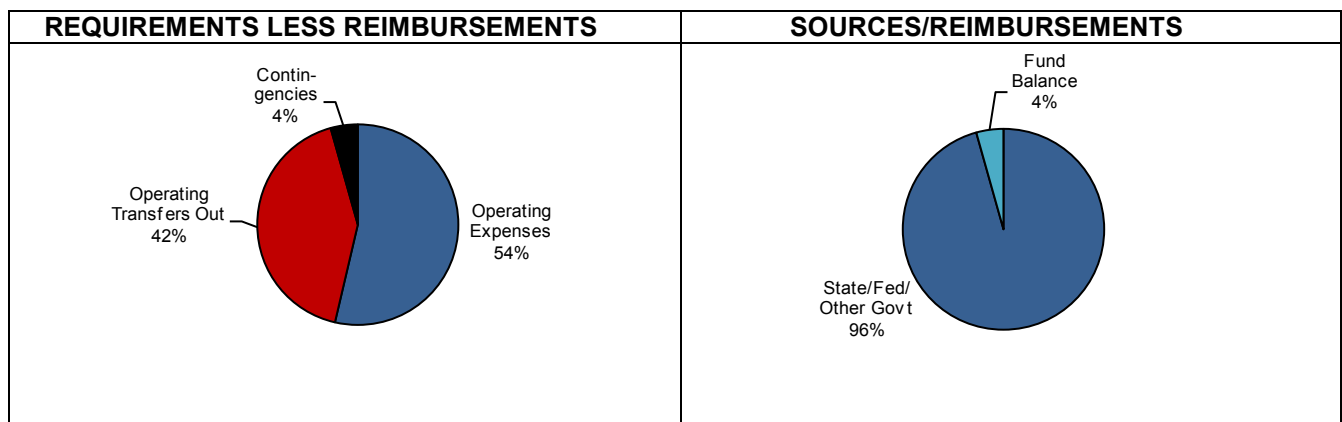 REQUIREMENTS LESS REIMBURSEMENTS
Contin-
gencies
4%
Operating
Transfers Out
42%
Operating
Expenses
54%
SOURCES/REIMBURSEMENTS
Fund
Balance
4%
State/Fed/
Other Govt
96%